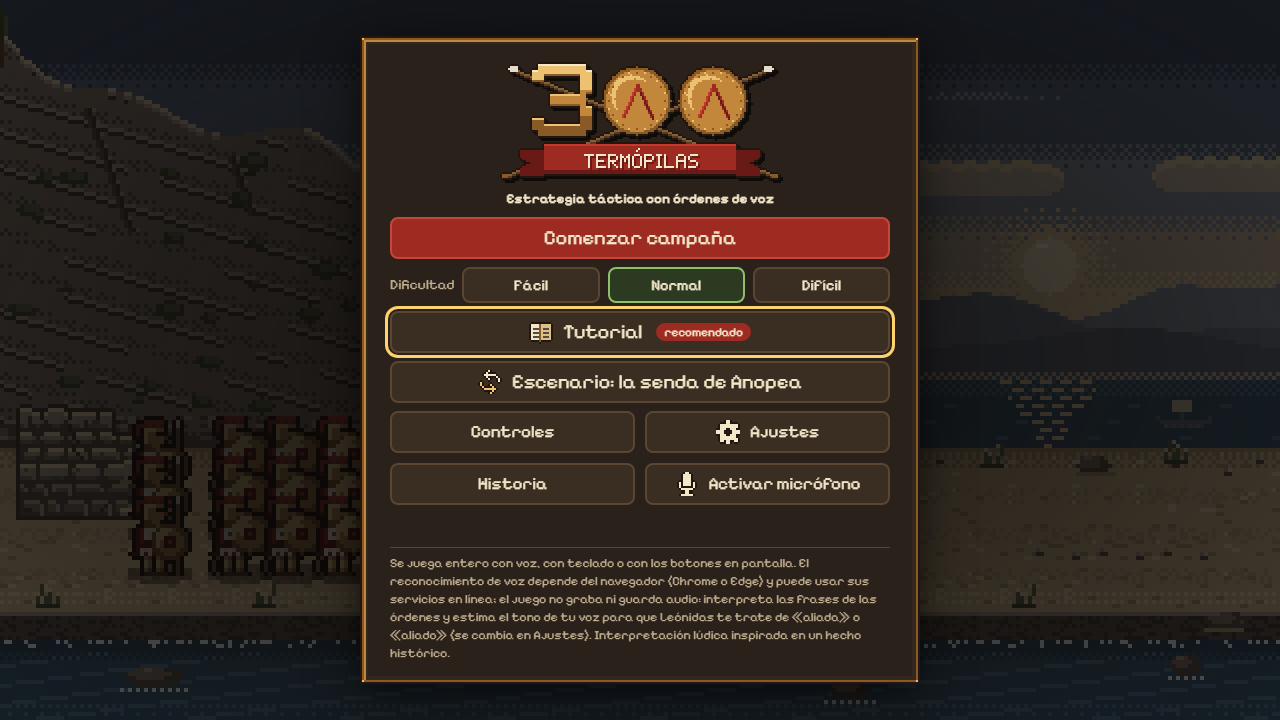 300
TERMÓPILAS
Estrategia táctica con órdenes de voz
Comenzar campaña
Dificultad
Fácil
Normal
Difícil
Tutorial recomendado
Escenario: la senda de Anopea
Controles
Ajustes
Historia
Activar micrófono
Se juega entero con voz, con teclado o con los botones en pantalla. El
reconocimiento de voz depende del navegador (Chrome o Edge) y puede usar sus
servicios en línea: el juego no graba ni guarda audio: interpreta las frases de las
órdenes y estima el tono de tu voz para que Leónidas te trate de «aliada» o
«aliado» (se cambia en Ajustes). Interpretación lúdica inspirada en un hecho
histórico.